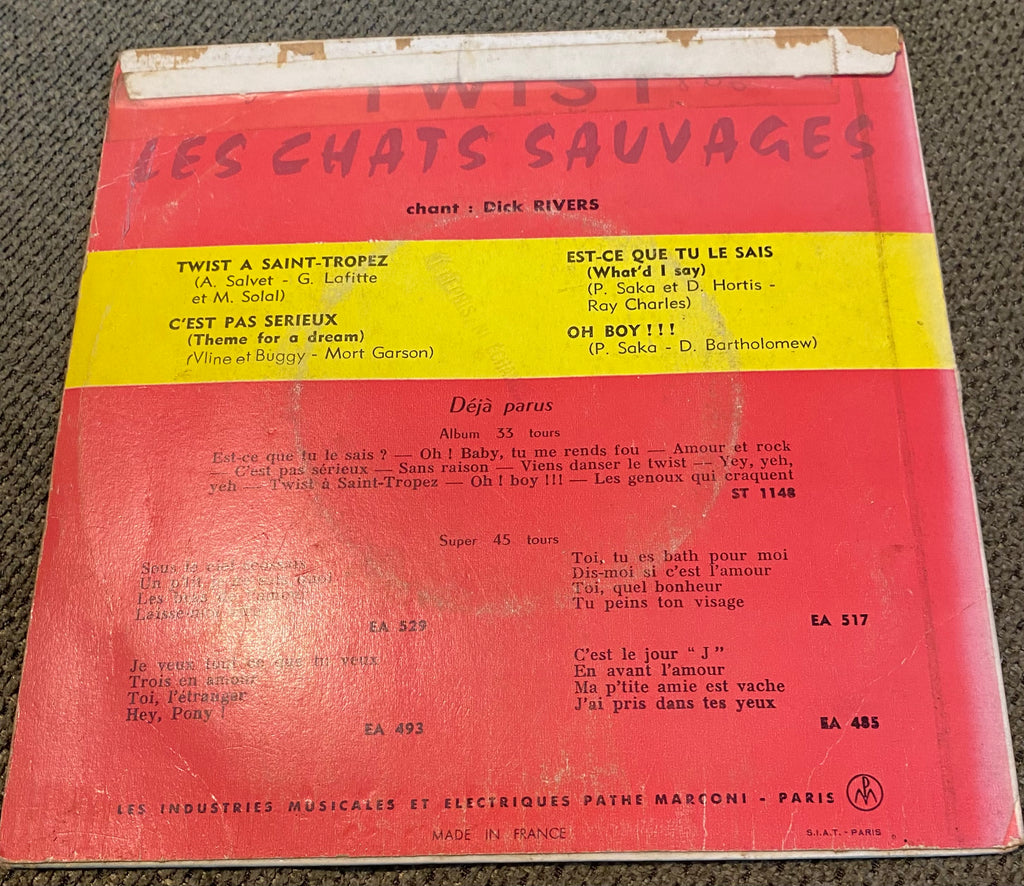 TWIST
LES CHATS SAUVAGES
chant : Dick RIVERS
TWIST A SAINT-TROPEZ
(A. Salvet - G. Lafitte
et M. Solal)
C'EST PAS SERIEUX
(Theme for a dream)
(Vline et Buggy - Mort Garson)
EST-CE QUE TU LE SAIS
(What'd I say)
(P. Saka et D. Hortis -
Ray Charles)
OH BOY ! ! !
(P. Saka - D. Bartholomew)
Déjà parus
Album 33 tours
Est-ce que tu le sais ? — Oh ! Baby, tu me rends fou — Amour et rock
— C'est pas sérieux — Sans raison — Viens danser le twist — Yey, yeh,
yeh — Twist à Saint-Tropez — Oh ! boy !!! — Les genoux qui craquent
ST 1148
Super 45 tours
Sous le ciel
Un p'tit
Les
EA 529
Toi, tu es bath pour moi
Dis-moi si c'est l'amour
Toi, quel bonheur
Tu peins ton visage
EA 517
Je veux tout ce que tu veux
Trois en amour
Toi, l'étranger
Hey, Pony !
EA 493
C'est le jour " J "
En avant l'amour
Ma p'tite amie est vache
J'ai pris dans tes yeux
EA 485
LES INDUSTRIES MUSICALES ET ELECTRIQUES PATHE MARCONI - PARIS
MADE IN FRANCE
S.I.A.T. - PARIS